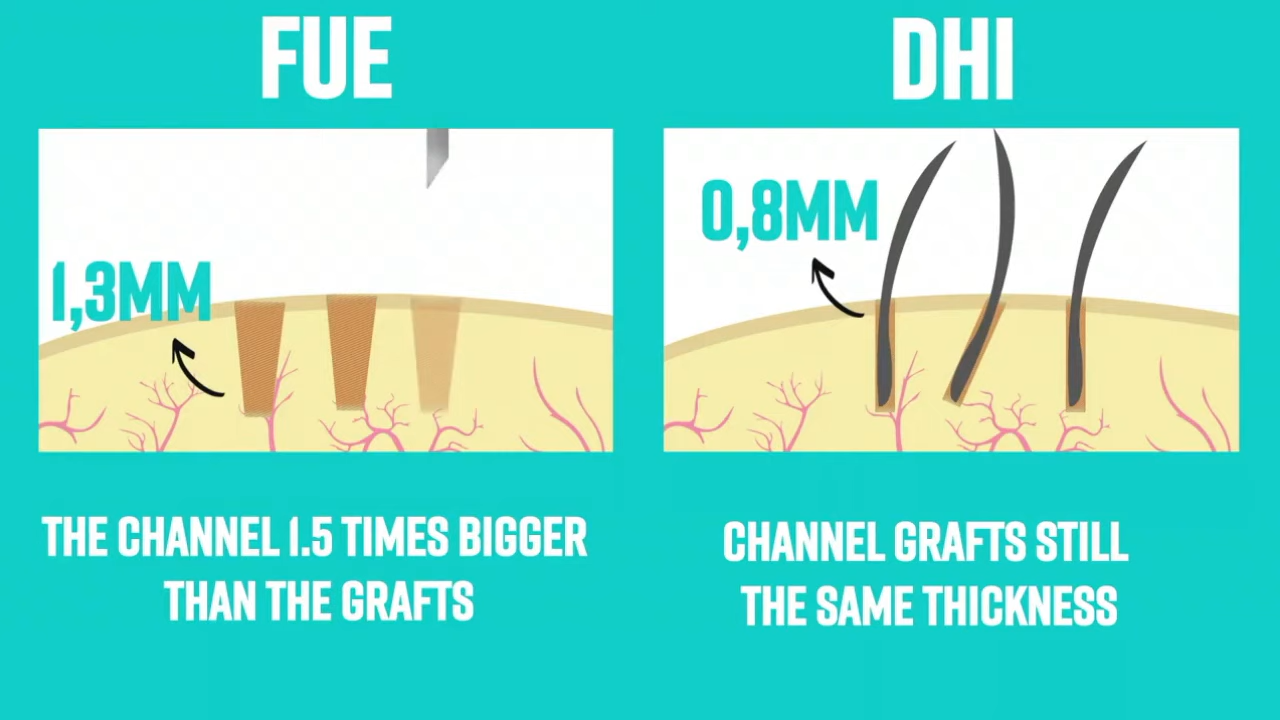 FUE
DHI
1,3MM
0,8MM
THE CHANNEL 1.5 TIMES BIGGER
THAN THE GRAFTS
CHANNEL GRAFTS STILL
THE SAME THICKNESS